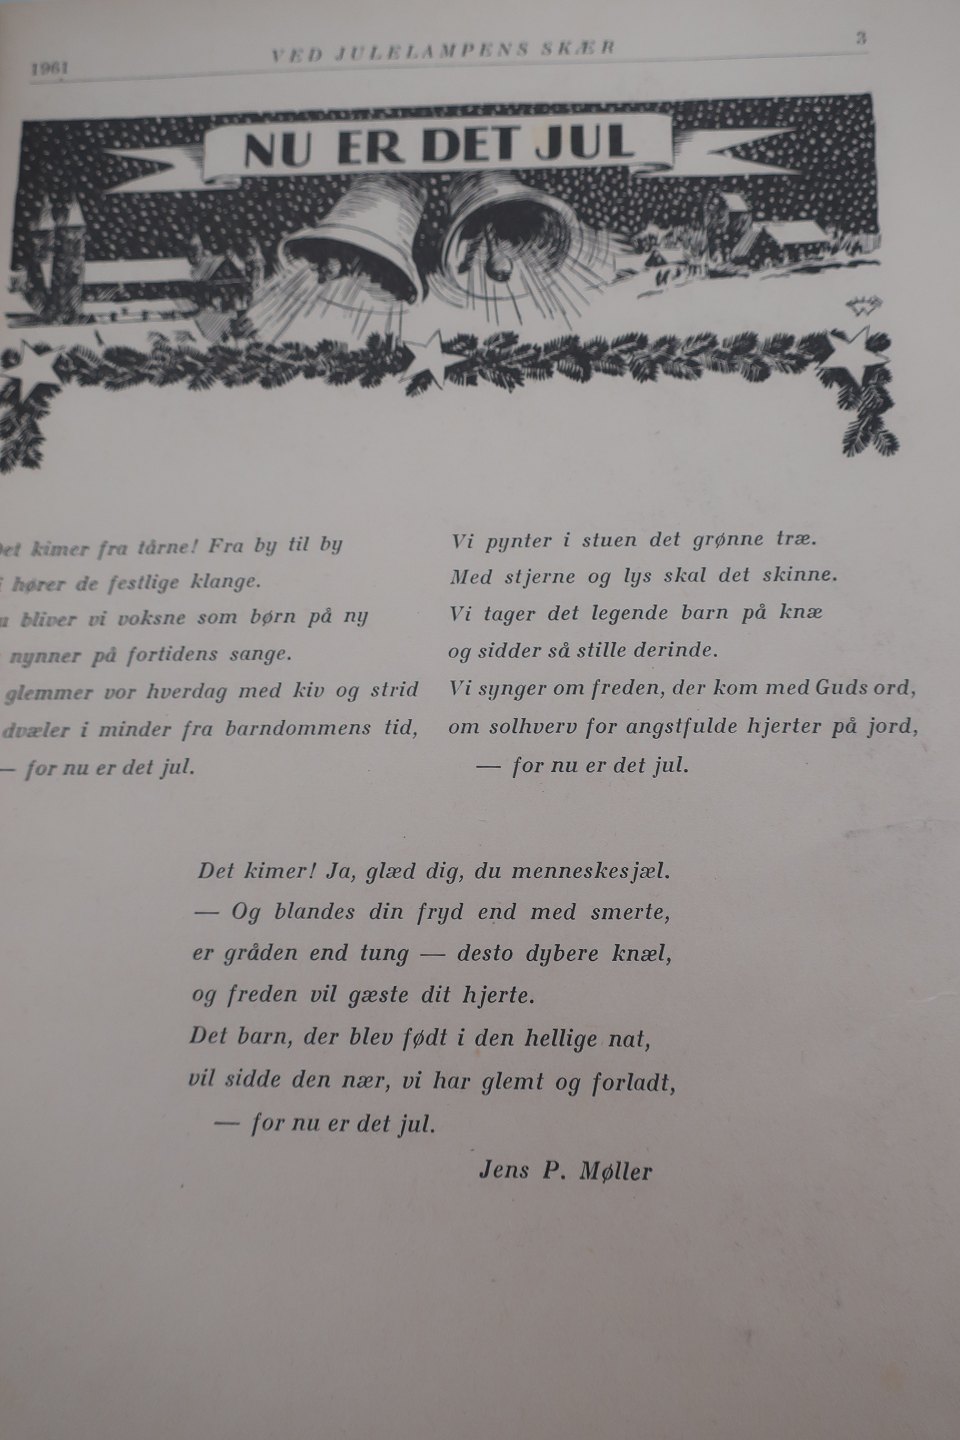 1961
VED JULELAMPENS SKÆR
3
NU ER DET JUL
Det kimer fra tårne! Fra by til by
hører de festlige klange.
bliver vi voksne som børn på ny
nynner på fortidens sange.
glemmer vor hverdag med kiv og strid
dvæler i minder fra barndommens tid,
— for nu er det jul.
Vi pynter i stuen det grønne træ.
Med stjerne og lys skal det skinne.
Vi tager det legende barn på knæ
og sidder så stille derinde.
Vi synger om freden, der kom med Guds ord,
om solhverv for angstfulde hjerter på jord,
— for nu er det jul.
Det kimer! Ja, glæd dig, du menneskesjæl.
— Og blandes din fryd end med smerte,
er gråden end tung — desto dybere knæl,
og freden vil gæste dit hjerte.
Det barn, der blev født i den hellige nat,
vil sidde den nær, vi har glemt og forladt,
— for nu er det jul.
Jens P. Møller